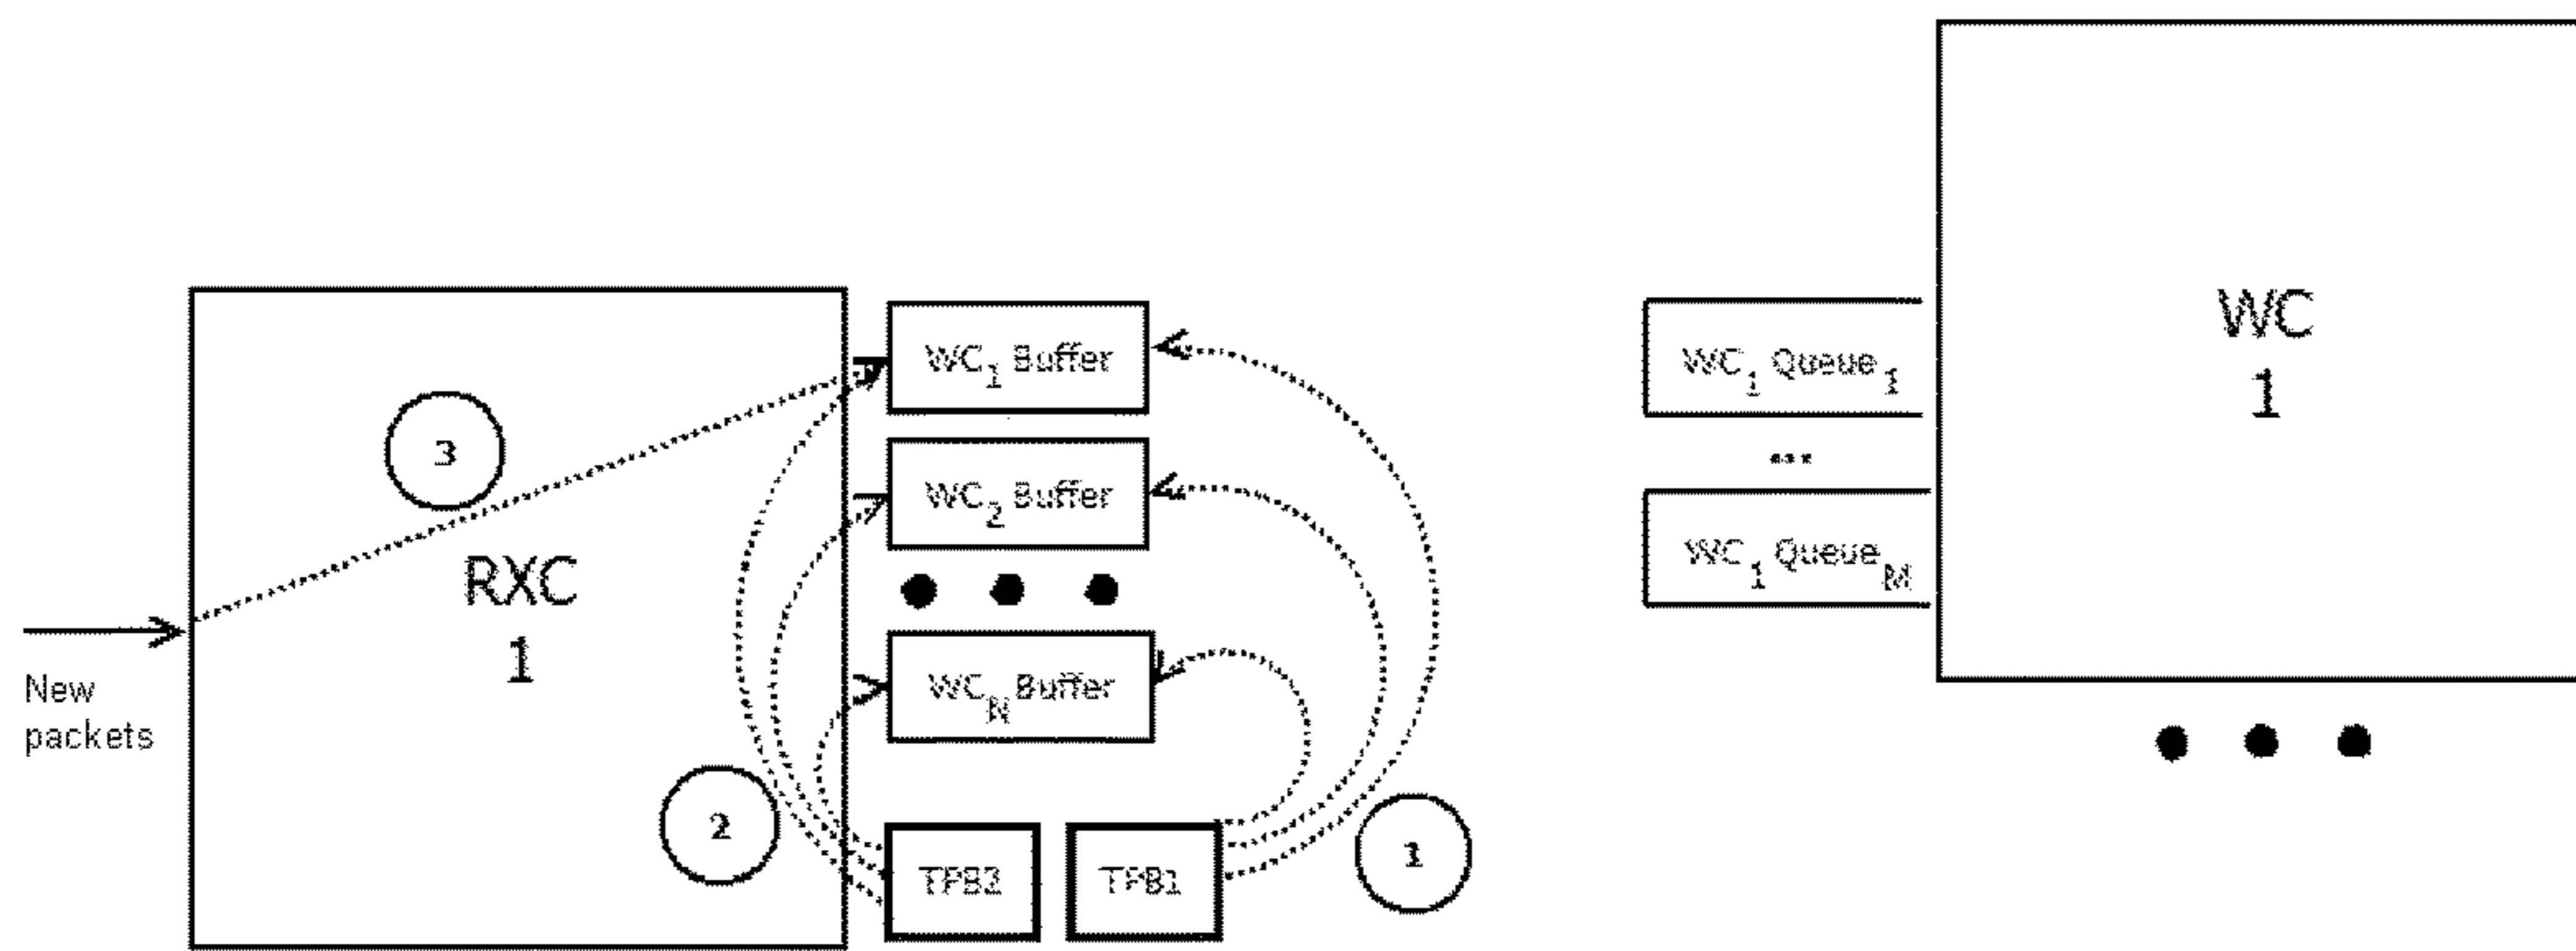 WC1 Buffer
WC2 Buffer
WCN Buffer
3
RXC
1
New
packets
2
TPB2
TPB1
1
WC1 Queue1
...
WC1 QueueM
WC
1